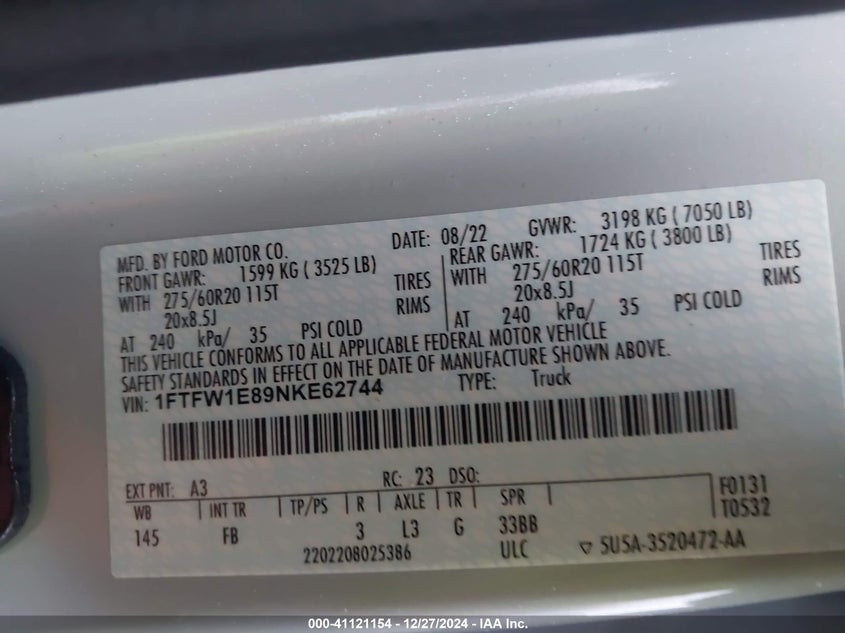 MFD. BY FORD MOTOR CO. DATE: 08/22 GVWR: 3198 KG ( 7050 LB)
FRONT GAWR: 1599 KG ( 3525 LB) REAR GAWR: 1724 KG ( 3800 LB)
WITH 275/60R20 115T TIRES WITH 275/60R20 115T TIRES
20x8.5J RIMS 20x8.5J RIMS
AT 240 kPa/ 35 PSI COLD AT 240 kPa/ 35 PSI COLD
THIS VEHICLE CONFORMS TO ALL APPLICABLE FEDERAL MOTOR VEHICLE
SAFETY STANDARDS IN EFFECT ON THE DATE OF MANUFACTURE SHOWN ABOVE.
VIN: 1FTFW1E89NKE62744 TYPE: Truck
EXT PNT: A3 RC: 23 DSO:
WB INT TR TP/PS R AXLE TR SPR F0131
145 FB 3 L3 G 33BB T0532
2202208025386 ULC 5U5A-3520472-AA
000-41121154 - 12/27/2024 - IAA Inc.